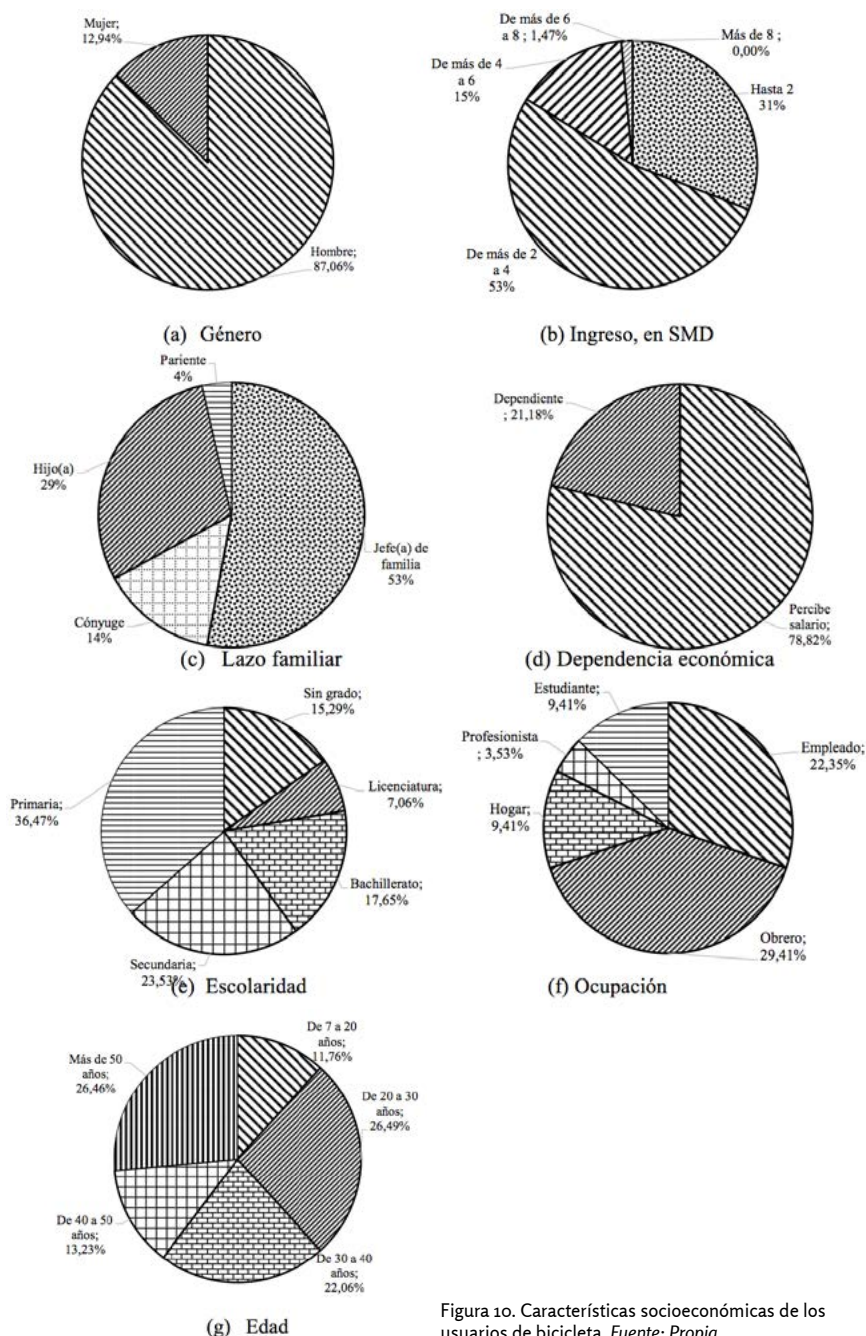 Mujer;
12,94%
Hombre;
87,06%
(a) Género
De más de 6
a 8 ; 1,47%
Más de 8 ;
0,00%
De más de 4
a 6
15%
Hasta 2
31%
De más de 2
a 4
53%
(b) Ingreso, en SMD
Pariente
4%
Hijo(a)
29%
Jefe(a) de
familia
53%
Cónyuge
14%
(c) Lazo familiar
Dependiente
; 21,18%
Percibe
salario;
78,82%
(d) Dependencia económica
Sin grado;
15,29%
Licenciatura;
7,06%
Primaria;
36,47%
Bachillerato;
17,65%
Secundaria;
23,53%
(e) Escolaridad
Estudiante;
9,41%
Profesionista
; 3,53%
Empleado;
22,35%
Hogar;
9,41%
Obrero;
29,41%
(f) Ocupación
De 7 a 20
años;
11,76%
Más de 50
años;
26,46%
De 20 a 30
años;
26,49%
De 40 a 50
años;
13,23%
De 30 a 40
años;
22,06%
(g) Edad
Figura 10. Características socioeconómicas de los
usuarios de bicicleta. Fuente: Propia